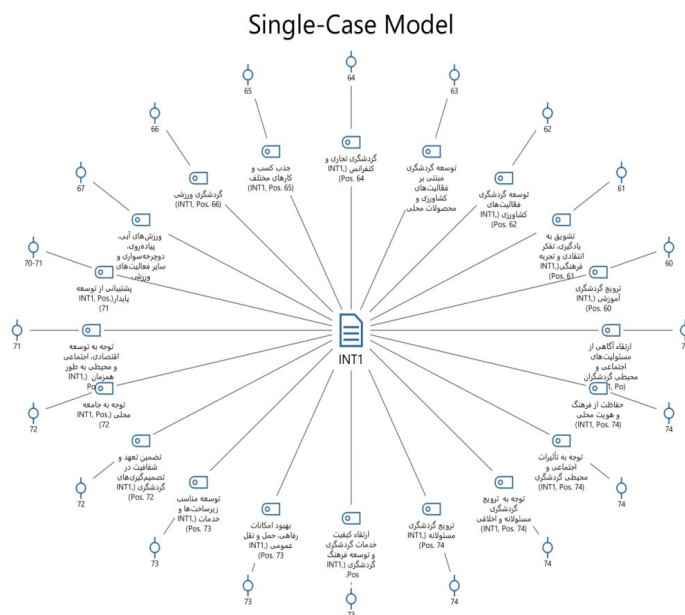 Single-Case Model
64
65
63
66
62
67
61
70-71
60
71
72
74
72
74
73
74
73
74
73
INT1
گردشگری تجاری و
کنفرانس (INT1,
Pos. 64)
جذب کسب و
کارهای مختلف
(INT1, Pos. 65)
توسعه گردشگری
مبتنی بر
فعالیت‌های
کشاورزی و
محصولات محلی
گردشگری ورزشی
(INT1, Pos. 66)
توسعه گردشگری
فعالیت‌های
کشاورزی (INT1,
Pos. 62)
ورزش‌های آبی،
پیاده‌روی،
دوچرخه‌سواری و
سایر فعالیت‌های
ورزشی
تشویق به
یادگیری، تفکر
انتقادی و تجربه
فرهنگی (INT1,
Pos. 61)
پشتیبانی از توسعه
پایدار (INT1, Pos.
71)
ترویج گردشگری
آموزشی (INT1,
Pos. 60)
توجه به توسعه
اقتصادی، اجتماعی
و محیطی به طور
همزمان (INT1,
ارتقاء آگاهی از
مسئولیت‌های
اجتماعی و
محیطی گردشگران
توجه به جامعه
محلی (INT1, Pos.
72)
حفاظت از فرهنگ
و هویت محلی
(INT1, Pos. 74)
تضمین تعهد و
شفافیت در
تصمیم‌گیری‌های
گردشگری (INT1,
Pos. 72)
توجه به تأثیرات
اجتماعی و
محیطی گردشگری
(INT1, Pos. 74)
توسعه مناسب
زیرساخت‌ها و
خدمات (INT1,
Pos. 73)
توجه به ترویج
گردشگری
مسئولانه و اخلاقی
(INT1, Pos. 74)
بهبود امکانات
رفاهی، حمل و نقل
عمومی (INT1,
Pos. 73)
ارتقاء کیفیت
خدمات گردشگری
و توسعه فرهنگ
گردشگری (INT1,
Pos.
ترویج گردشگری
مسئولانه (INT1,
Pos. 74)